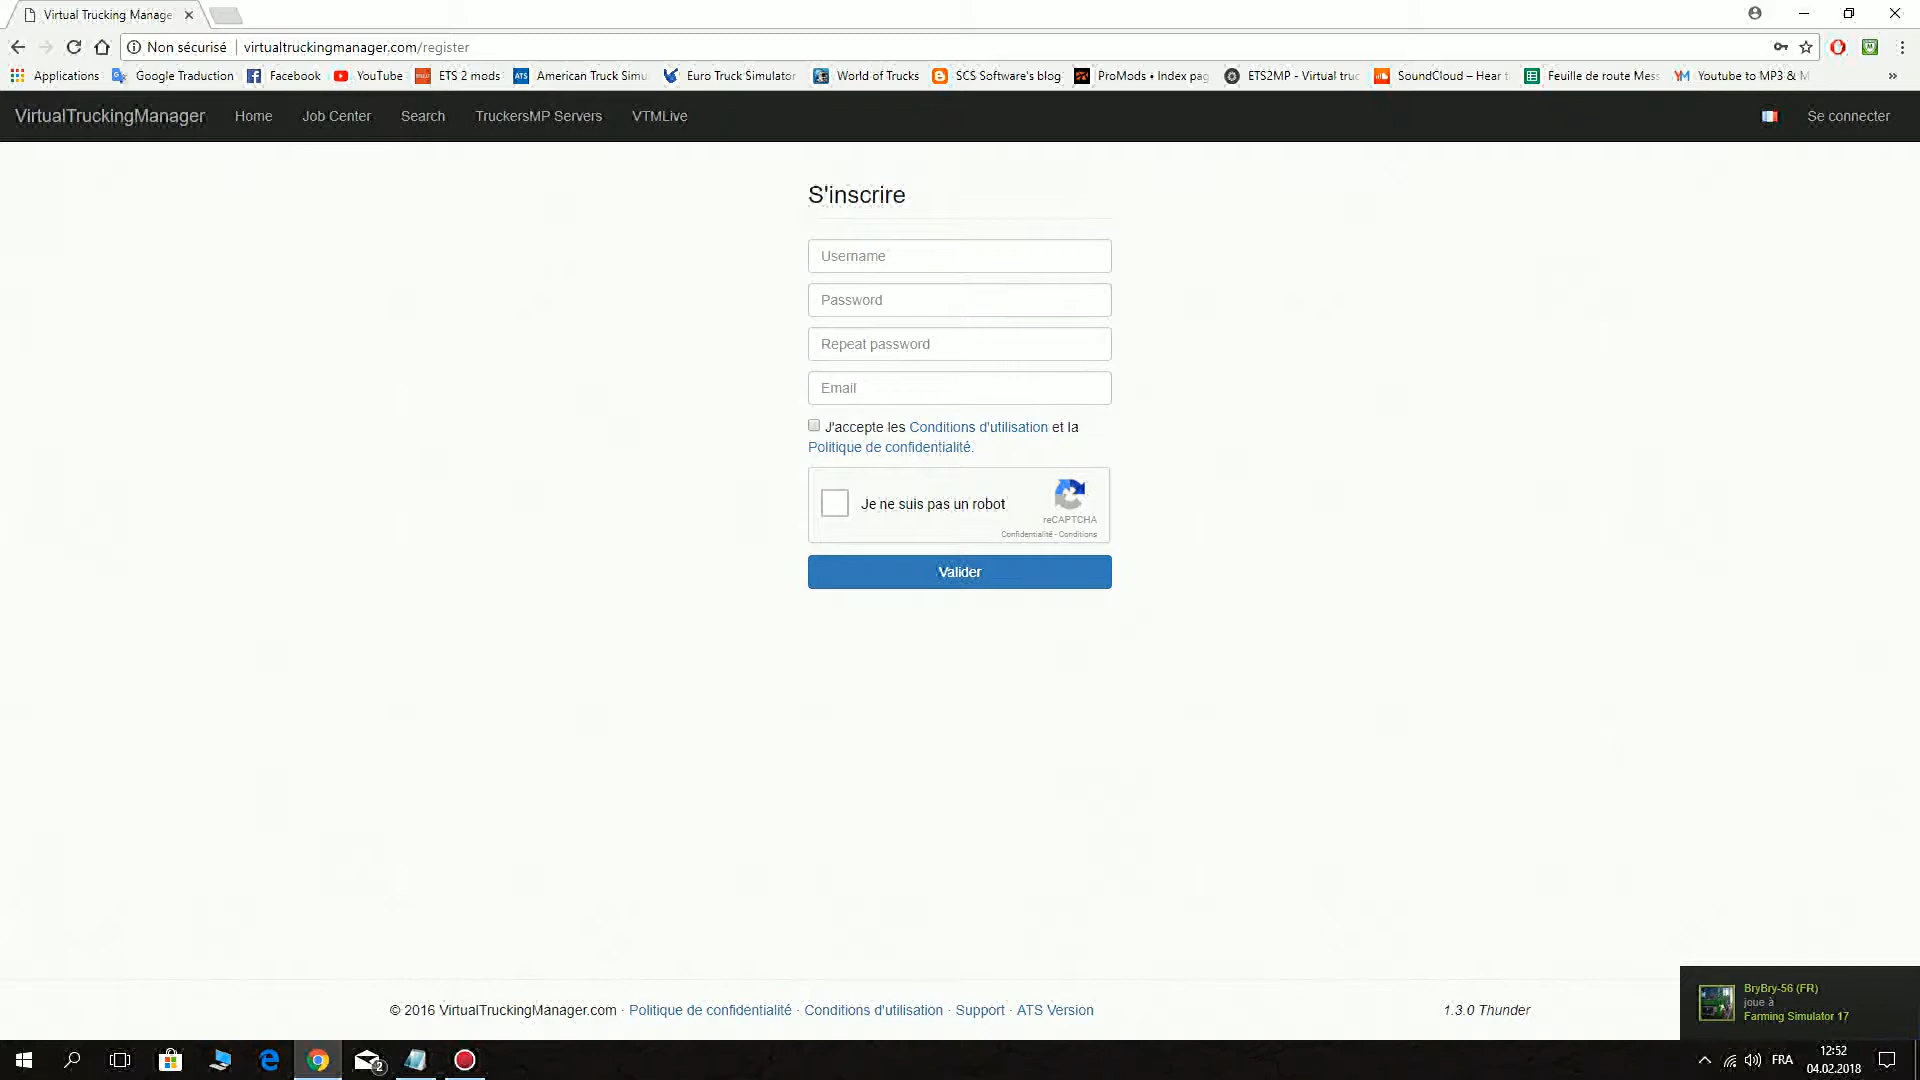 Virtual Trucking Manage
Non sécurisé virtualtruckingmanager.com/register
Applications Google Traduction Facebook YouTube ETS 2 mods American Truck Simu Euro Truck Simulator World of Trucks SCS Software's blog ProMods • Index pag ETS2MP - Virtual truc SoundCloud – Hear t Feuille de route Mess Youtube to MP3 & M »
VirtualTruckingManager Home Job Center Search TruckersMP Servers VTMLive Se connecter
S'inscrire
Username
Password
Repeat password
Email
J'accepte les Conditions d'utilisation et la
Politique de confidentialité.
Je ne suis pas un robot
reCAPTCHA
Confidentialité - Conditions
Valider
© 2016 VirtualTruckingManager.com · Politique de confidentialité · Conditions d'utilisation · Support · ATS Version 1.3.0 Thunder
BryBry-56 (FR)
joue à
Farming Simulator 17
2
FRA
12:52
04.02.2018